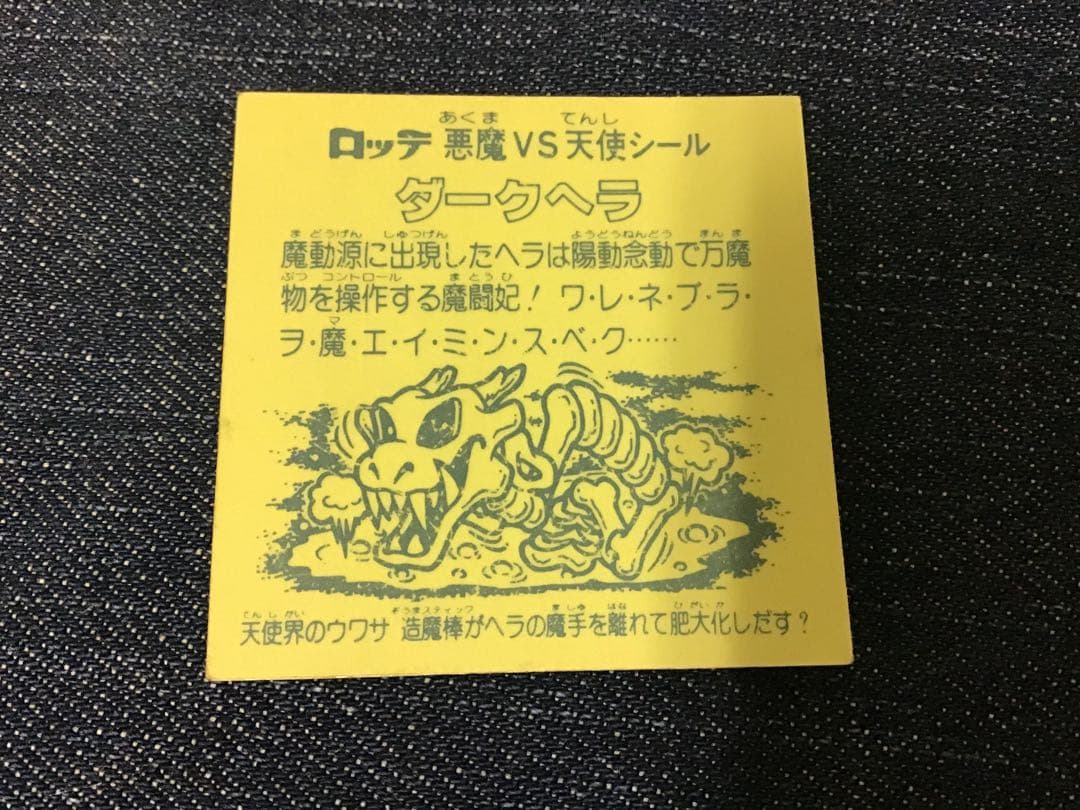 あくま てんし
ロッテ 悪魔VS天使シール
ダークヘラ
まどうげん しゅつげん ようどうねんどう まんま
魔動源に出現したヘラは陽動念動で万魔
ぶつ コントロール まとうひ
物を操作する魔闘妃! ワ・レ・ネ・ブ・ラ・
マ
ヲ・魔・エ・イ・ミ・ン・ス・ベ・ク……
てんしかい ぞうまスティック ましゅ はな ひだいか
天使界のウワサ 造魔棒がヘラの魔手を離れて肥大化しだす?